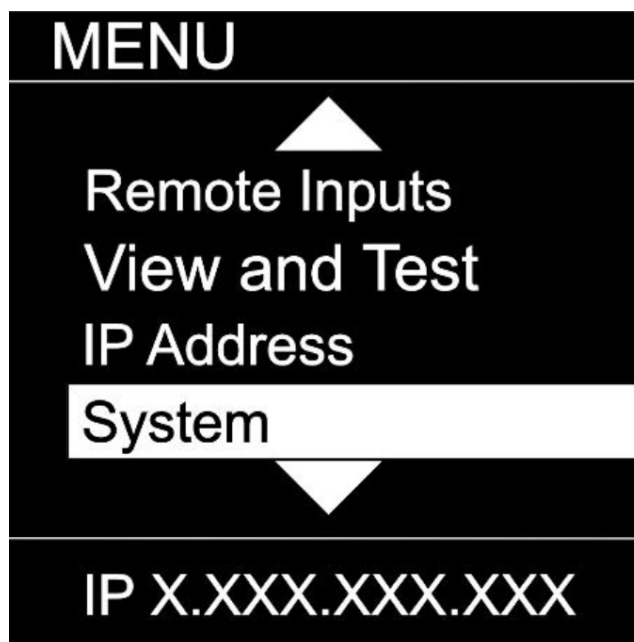 MENU
Remote Inputs
View and Test
IP Address
System
IP X.XXX.XXX.XXX